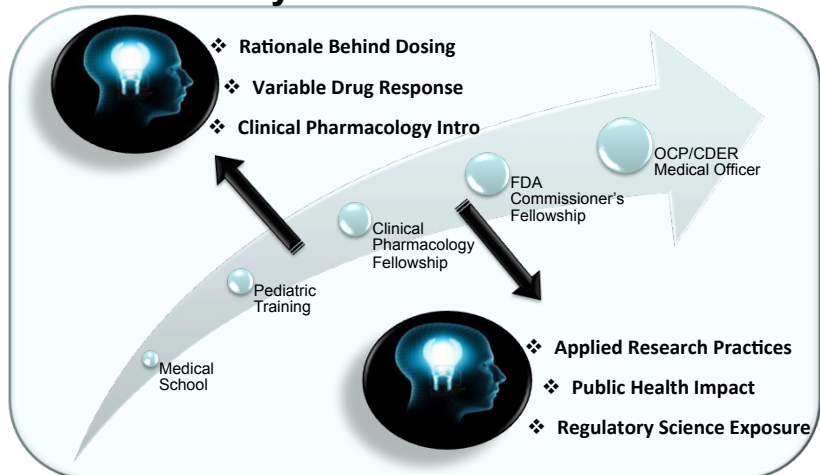 ❖ Rationale Behind Dosing
❖ Variable Drug Response
❖ Clinical Pharmacology Intro
OCP/CDER
Medical Officer
FDA
Commissioner's
Fellowship
Clinical
Pharmacology
Fellowship
Pediatric
Training
Medical
School
❖ Applied Research Practices
❖ Public Health Impact
❖ Regulatory Science Exposure